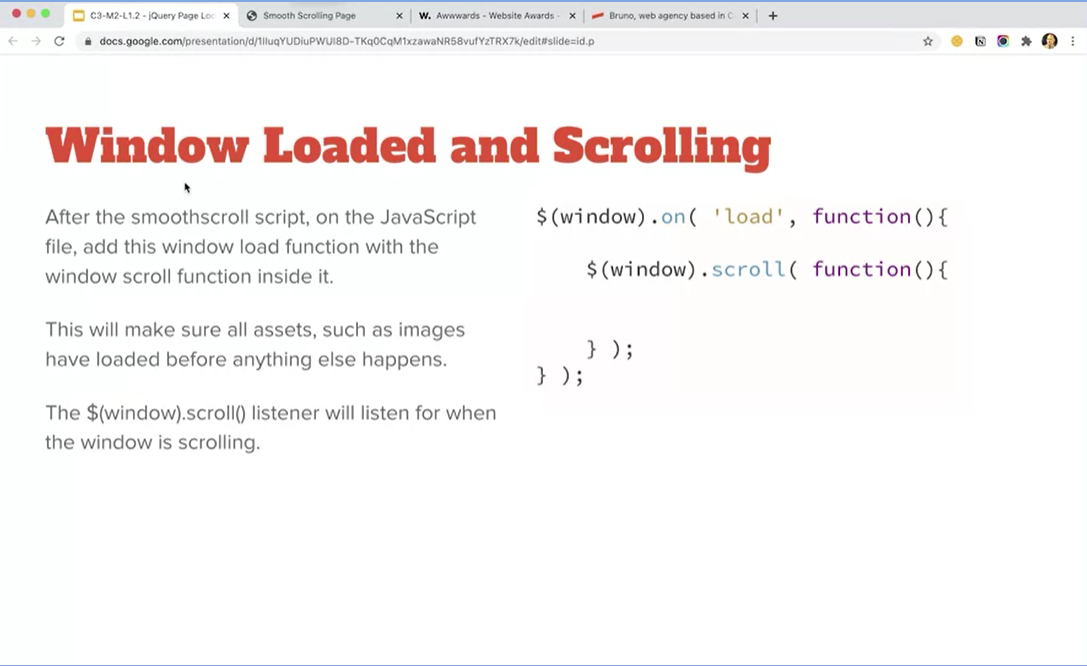 C3-M2-L1.2 - jQuery Page Loc
Smooth Scrolling Page
W. Awwwards - Website Awards -
Bruno, web agency based in C
docs.google.com/presentation/d/1IluqYUDiuPWUI8D-TKq0CqM1xzawaNR58vufYzTRX7k/edit#slide=id.p
Window Loaded and Scrolling
After the smoothscroll script, on the JavaScript
file, add this window load function with the
window scroll function inside it.
This will make sure all assets, such as images
have loaded before anything else happens.
The $(window).scroll() listener will listen for when
the window is scrolling.
$(window).on( 'load', function(){
$(window).scroll( function(){
} );
} );